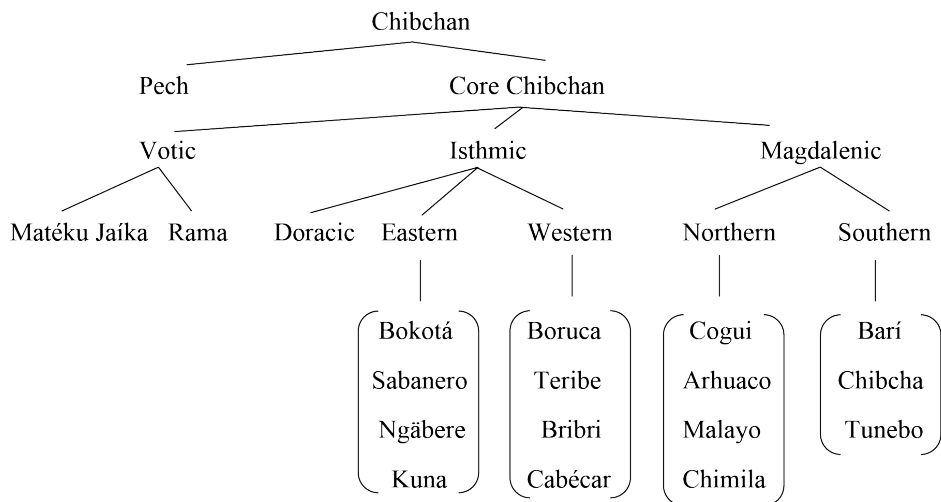 Chibchan
Pech Core Chibchan
Votic Isthmic Magdalenic
Matéku Jaíka Rama Doracic Eastern Western Northern Southern
Bokotá Boruca Cogui Barí
Sabanero Teribe Arhuaco Chibcha
Ngäbere Bribri Malayo Tunebo
Kuna Cabécar Chimila